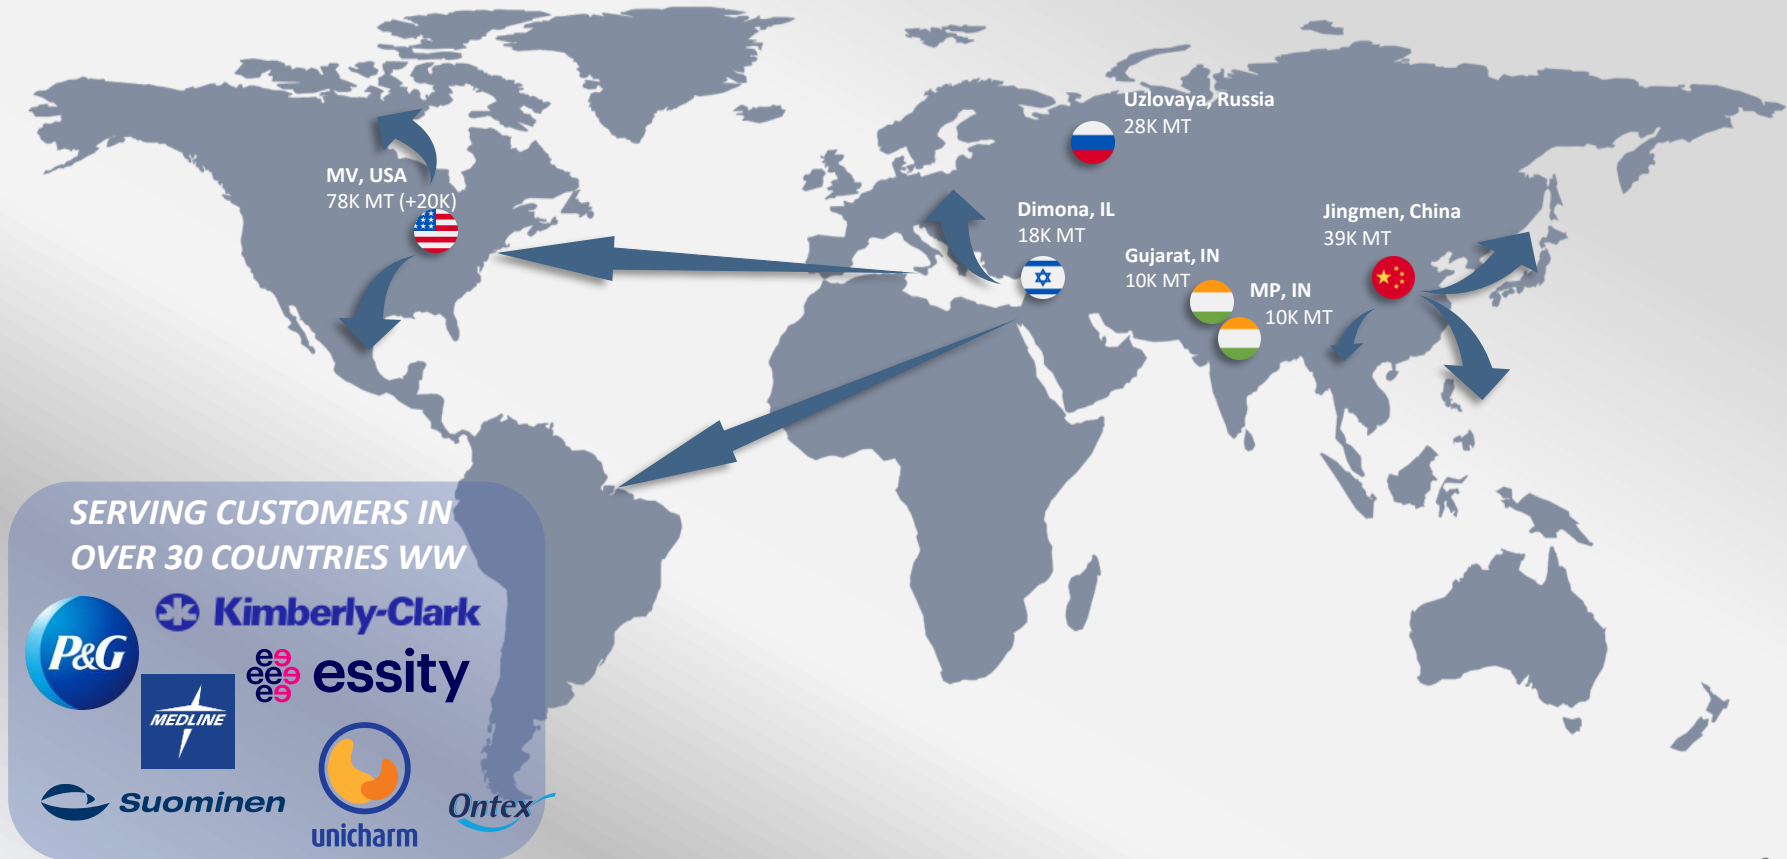 Uzlovaya, Russia
28K MT
MV, USA
78K MT (+20K)
Dimona, IL
18K MT
Jingmen, China
39K MT
Gujarat, IN
10K MT
MP, IN
10K MT
SERVING CUSTOMERS IN
OVER 30 COUNTRIES WW
Kimberly-Clark
P&G
essity
MEDLINE
Suominen
unicharm
Ontex